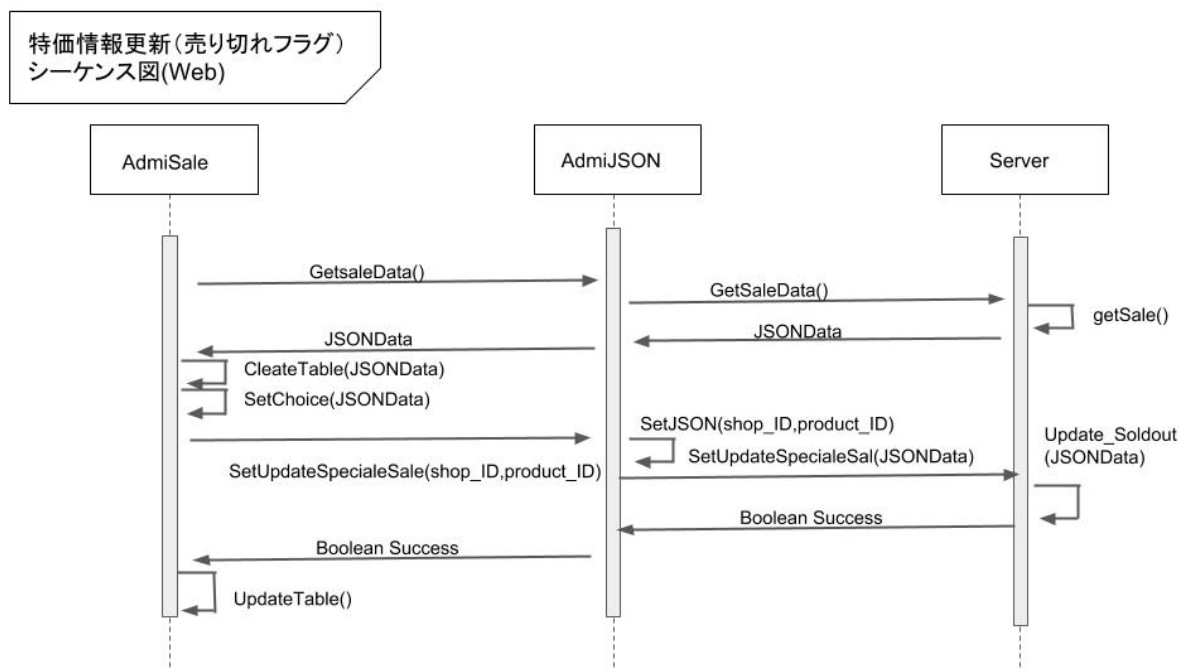 特価情報更新（売り切れフラグ）
シーケンス図(Web)
AdmiSale
AdmiJSON
Server
GetsaleData()
GetSaleData()
getSale()
JSONData
JSONData
CleateTable(JSONData)
SetChoice(JSONData)
SetJSON(shop_ID,product_ID)
Update_Soldout
(JSONData)
SetUpdateSpecialeSale(shop_ID,product_ID)
SetUpdateSpecialeSal(JSONData)
Boolean Success
Boolean Success
UpdateTable()